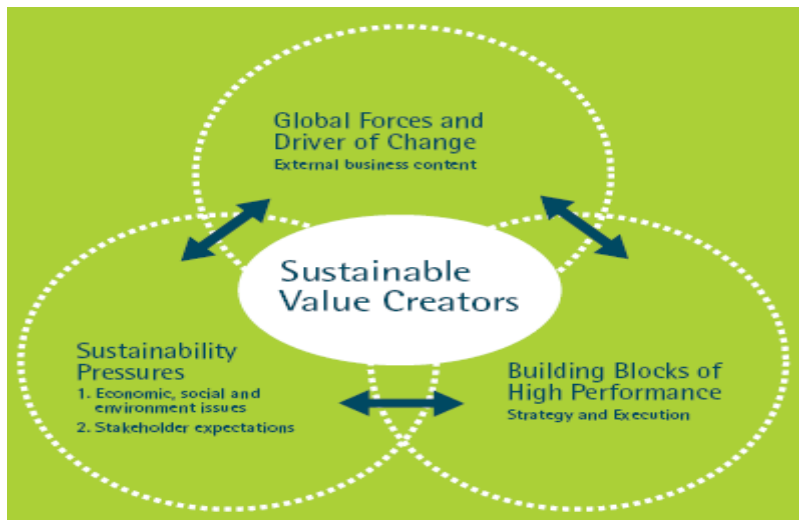 Global Forces and
Driver of Change
External business content
Sustainable
Value Creators
Sustainability
Pressures
1. Economic, social and
environment issues
2. Stakeholder expectations
Building Blocks of
High Performance
Strategy and Execution